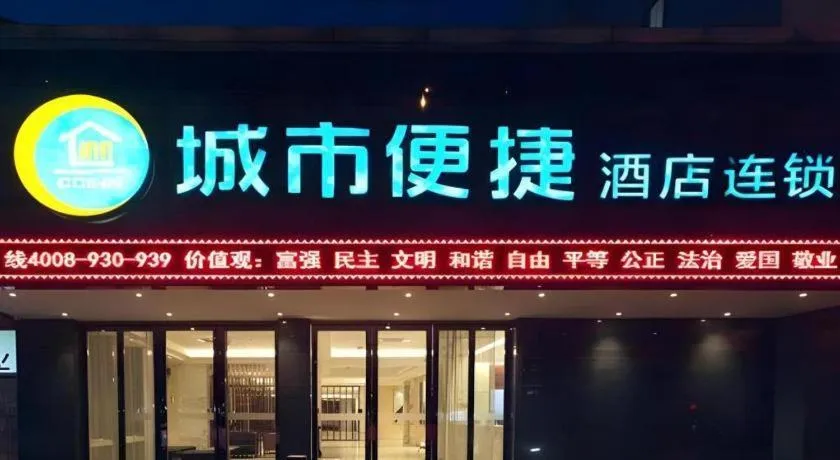 城市便捷 酒店连锁
线4008-930-939 价值观：富强 民主 文明 和谐 自由 平等 公正 法治 爱国 敬业
业